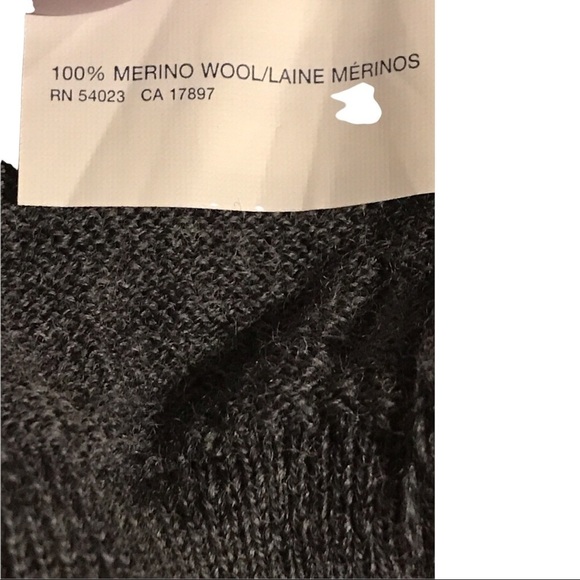 100% MERINO WOOL/LAINE MÉRINOS
RN 54023 CA 17897